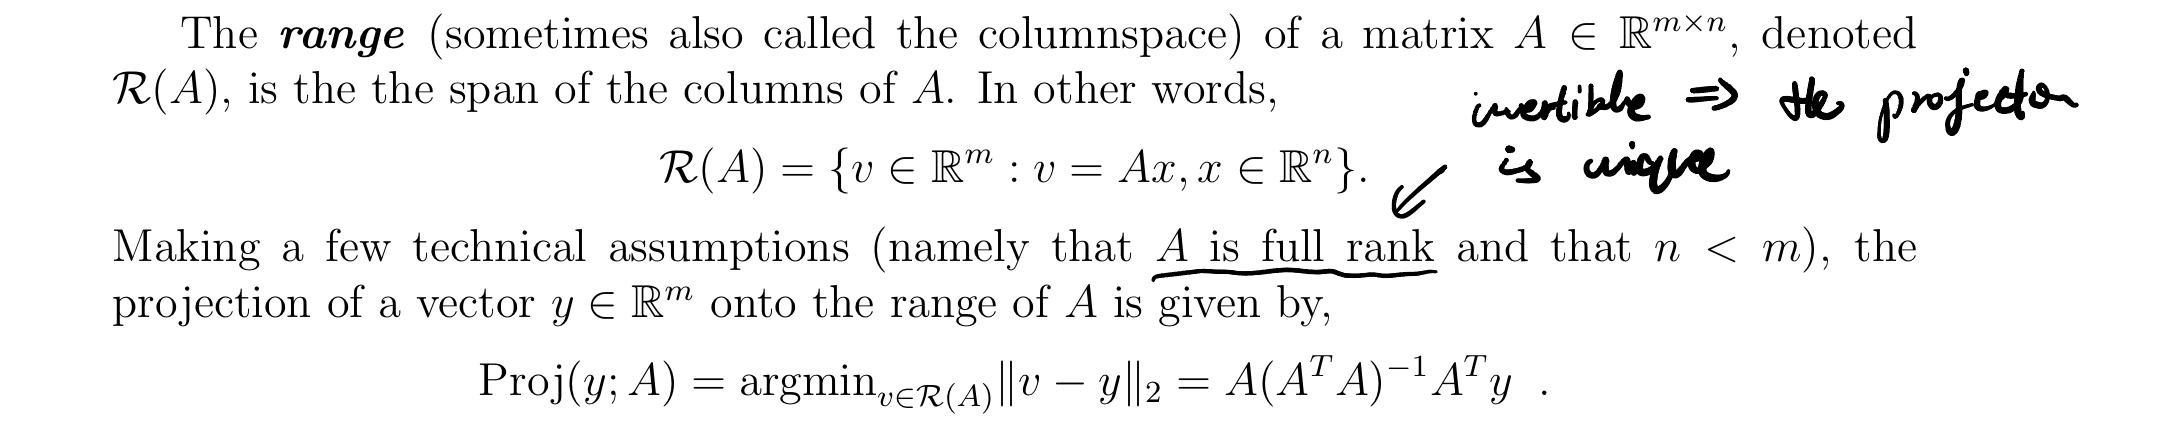 The range (sometimes also called the columnspace) of a matrix A ∈ ℝ^{m×n}, denoted
ℛ(A), is the the span of the columns of A. In other words,
invertible ⇒ the projection
is unique
ℛ(A) = {v ∈ ℝ^m : v = Ax, x ∈ ℝ^n}.
Making a few technical assumptions (namely that A is full rank and that n < m), the
projection of a vector y ∈ ℝ^m onto the range of A is given by,
Proj(y; A) = argmin_{v∈ℛ(A)}‖v − y‖₂ = A(A^T A)^{−1}A^T y .